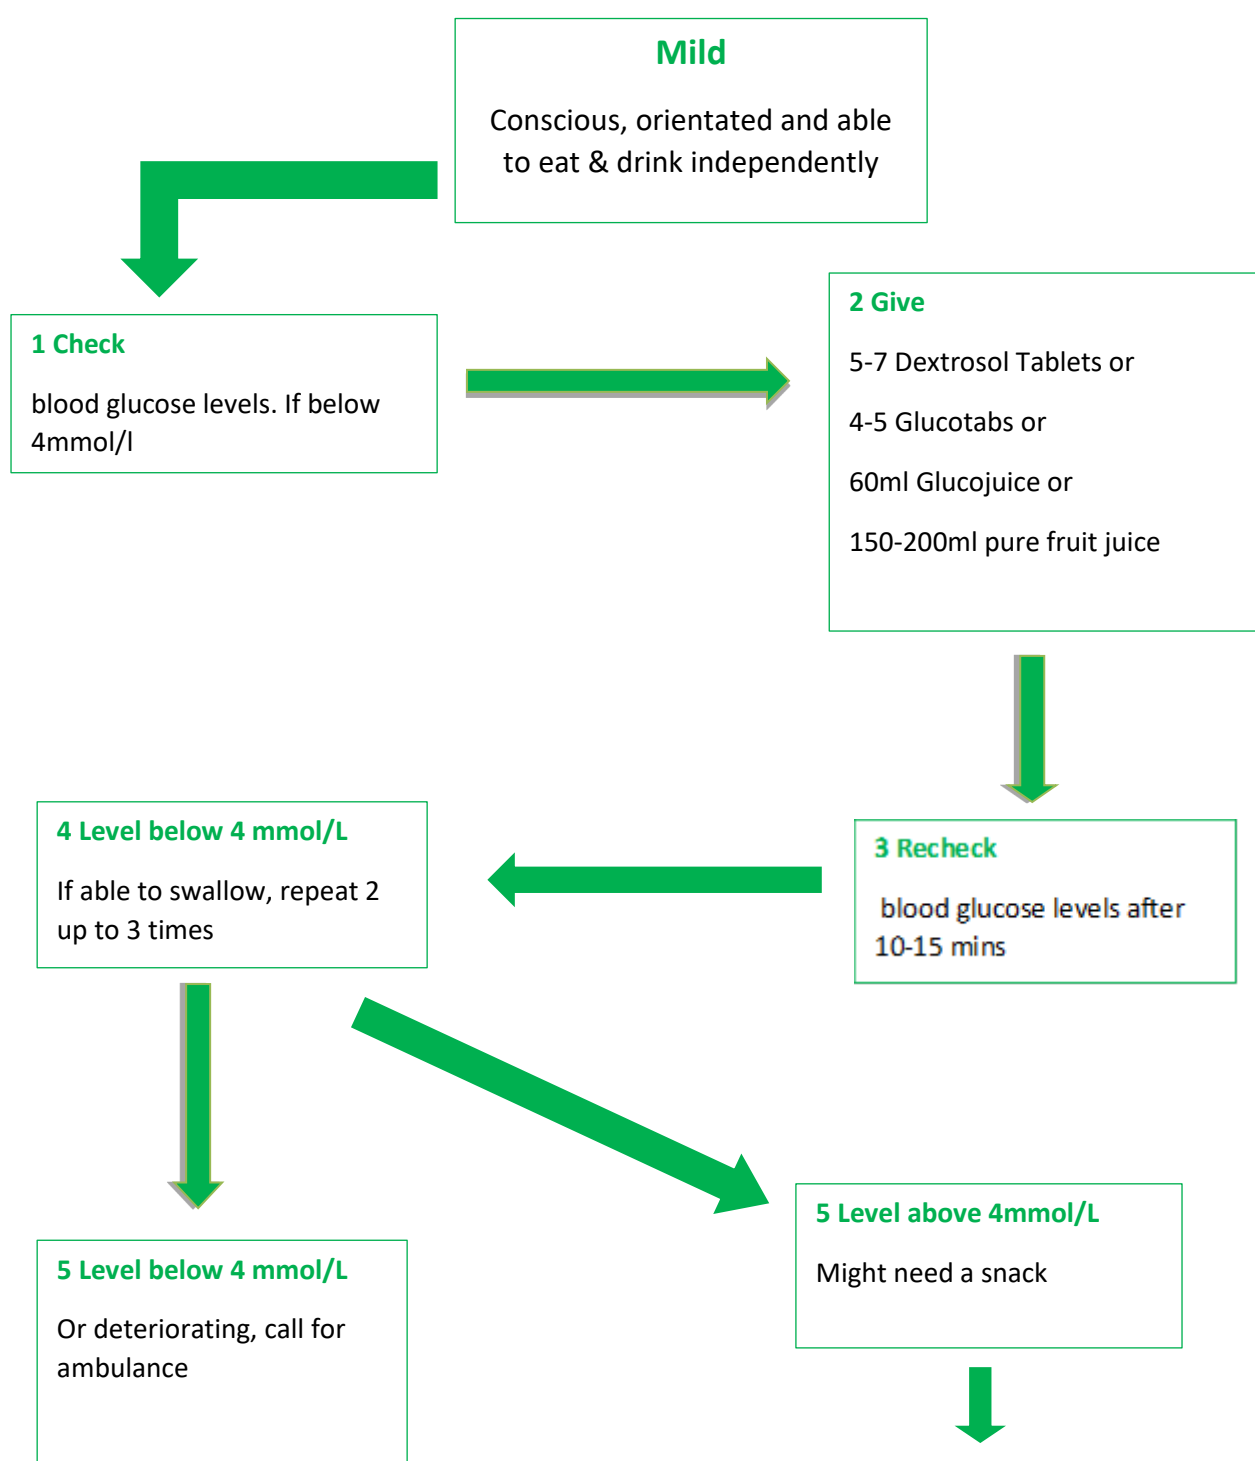 Mild
Conscious, orientated and able
to eat & drink independently
1 Check
blood glucose levels. If below
4mmol/l
2 Give
5-7 Dextrosol Tablets or
4-5 Glucotabs or
60ml Glucojuice or
150-200ml pure fruit juice
3 Recheck
blood glucose levels after
10-15 mins
4 Level below 4 mmol/L
If able to swallow, repeat 2
up to 3 times
5 Level below 4 mmol/L
Or deteriorating, call for
ambulance
5 Level above 4mmol/L
Might need a snack